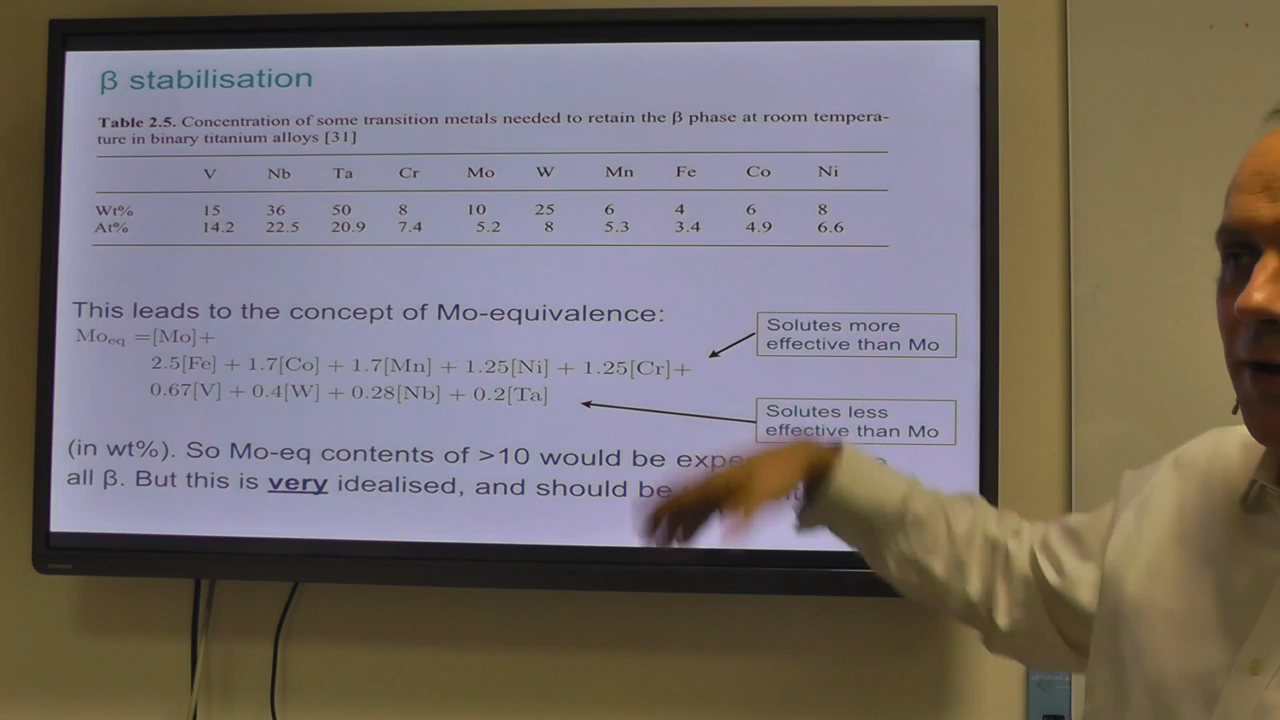 β stabilisation
Table 2.5. Concentration of some transition metals needed to retain the β phase at room tempera-
ture in binary titanium alloys [31]
V Nb Ta Cr Mo W Mn Fe Co Ni
Wt% 15 36 50 8 10 25 6 4 6 8
At% 14.2 22.5 20.9 7.4 5.2 8 5.3 3.4 4.9 6.6
This leads to the concept of Mo-equivalence:
Moeq =[Mo]+
2.5[Fe] + 1.7[Co] + 1.7[Mn] + 1.25[Ni] + 1.25[Cr]+
0.67[V] + 0.4[W] + 0.28[Nb] + 0.2[Ta]
Solutes more
effective than Mo
Solutes less
effective than Mo
(in wt%). So Mo-eq contents of >10 would be
all β. But this is very idealised, and should be